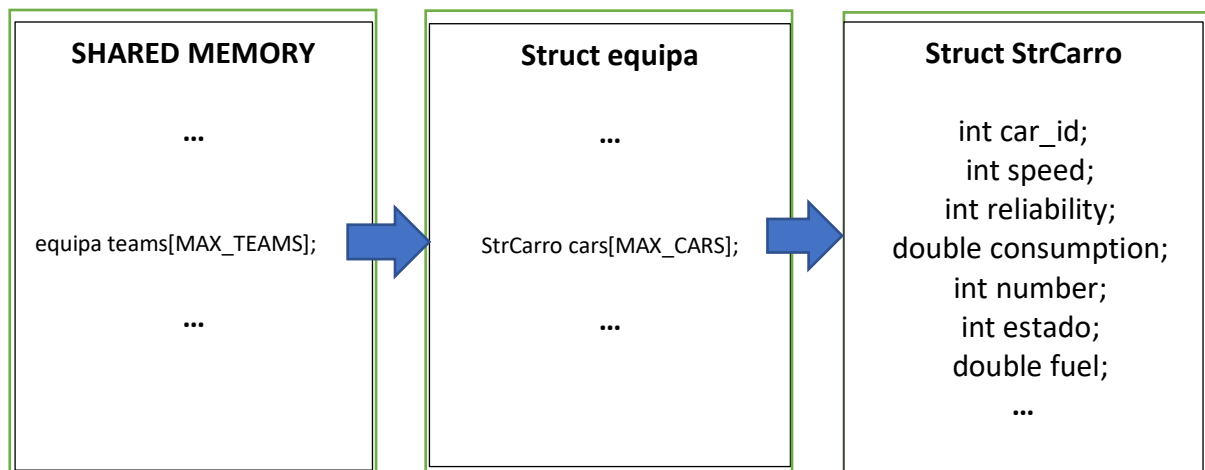 SHARED MEMORY
...
equipa teams[MAX_TEAMS];
...
Struct equipa
...
StrCarro cars[MAX_CARS];
...
Struct StrCarro
int car_id;
int speed;
int reliability;
double consumption;
int number;
int estado;
double fuel;
...